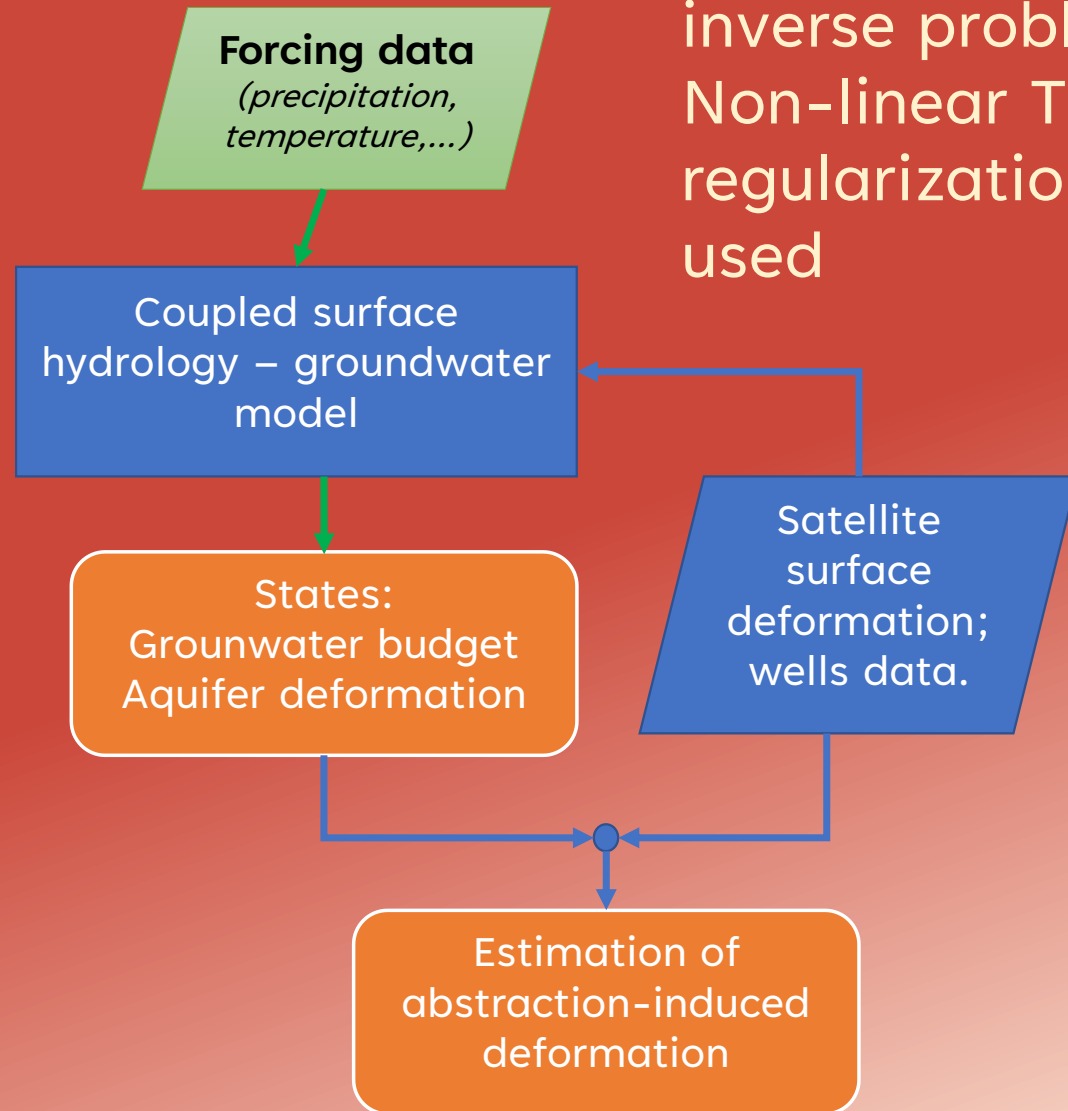 Forcing data
(precipitation,
temperature,...)
inverse probl
Non-linear T
regularizatio
used
Coupled surface
hydrology – groundwater
model
States:
Grounwater budget
Aquifer deformation
Satellite
surface
deformation;
wells data.
Estimation of
abstraction-induced
deformation